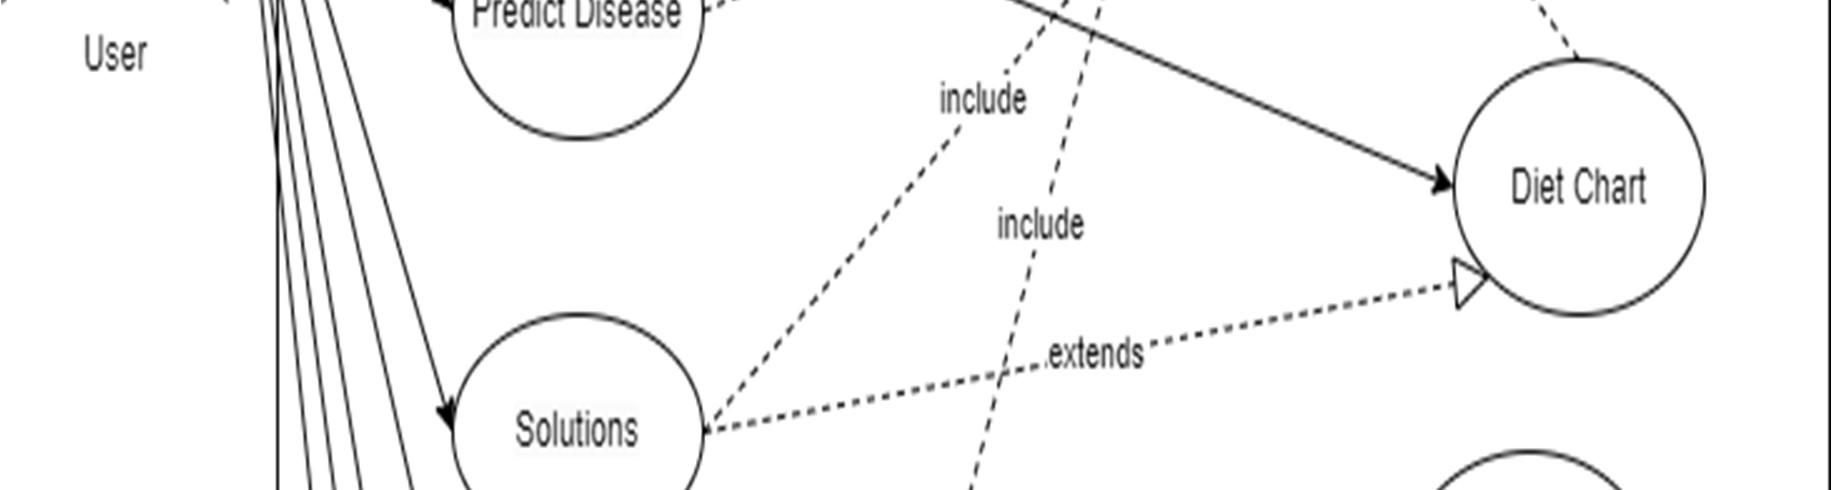 Predict Disease
User
include
Diet Chart
include
extends
Solutions